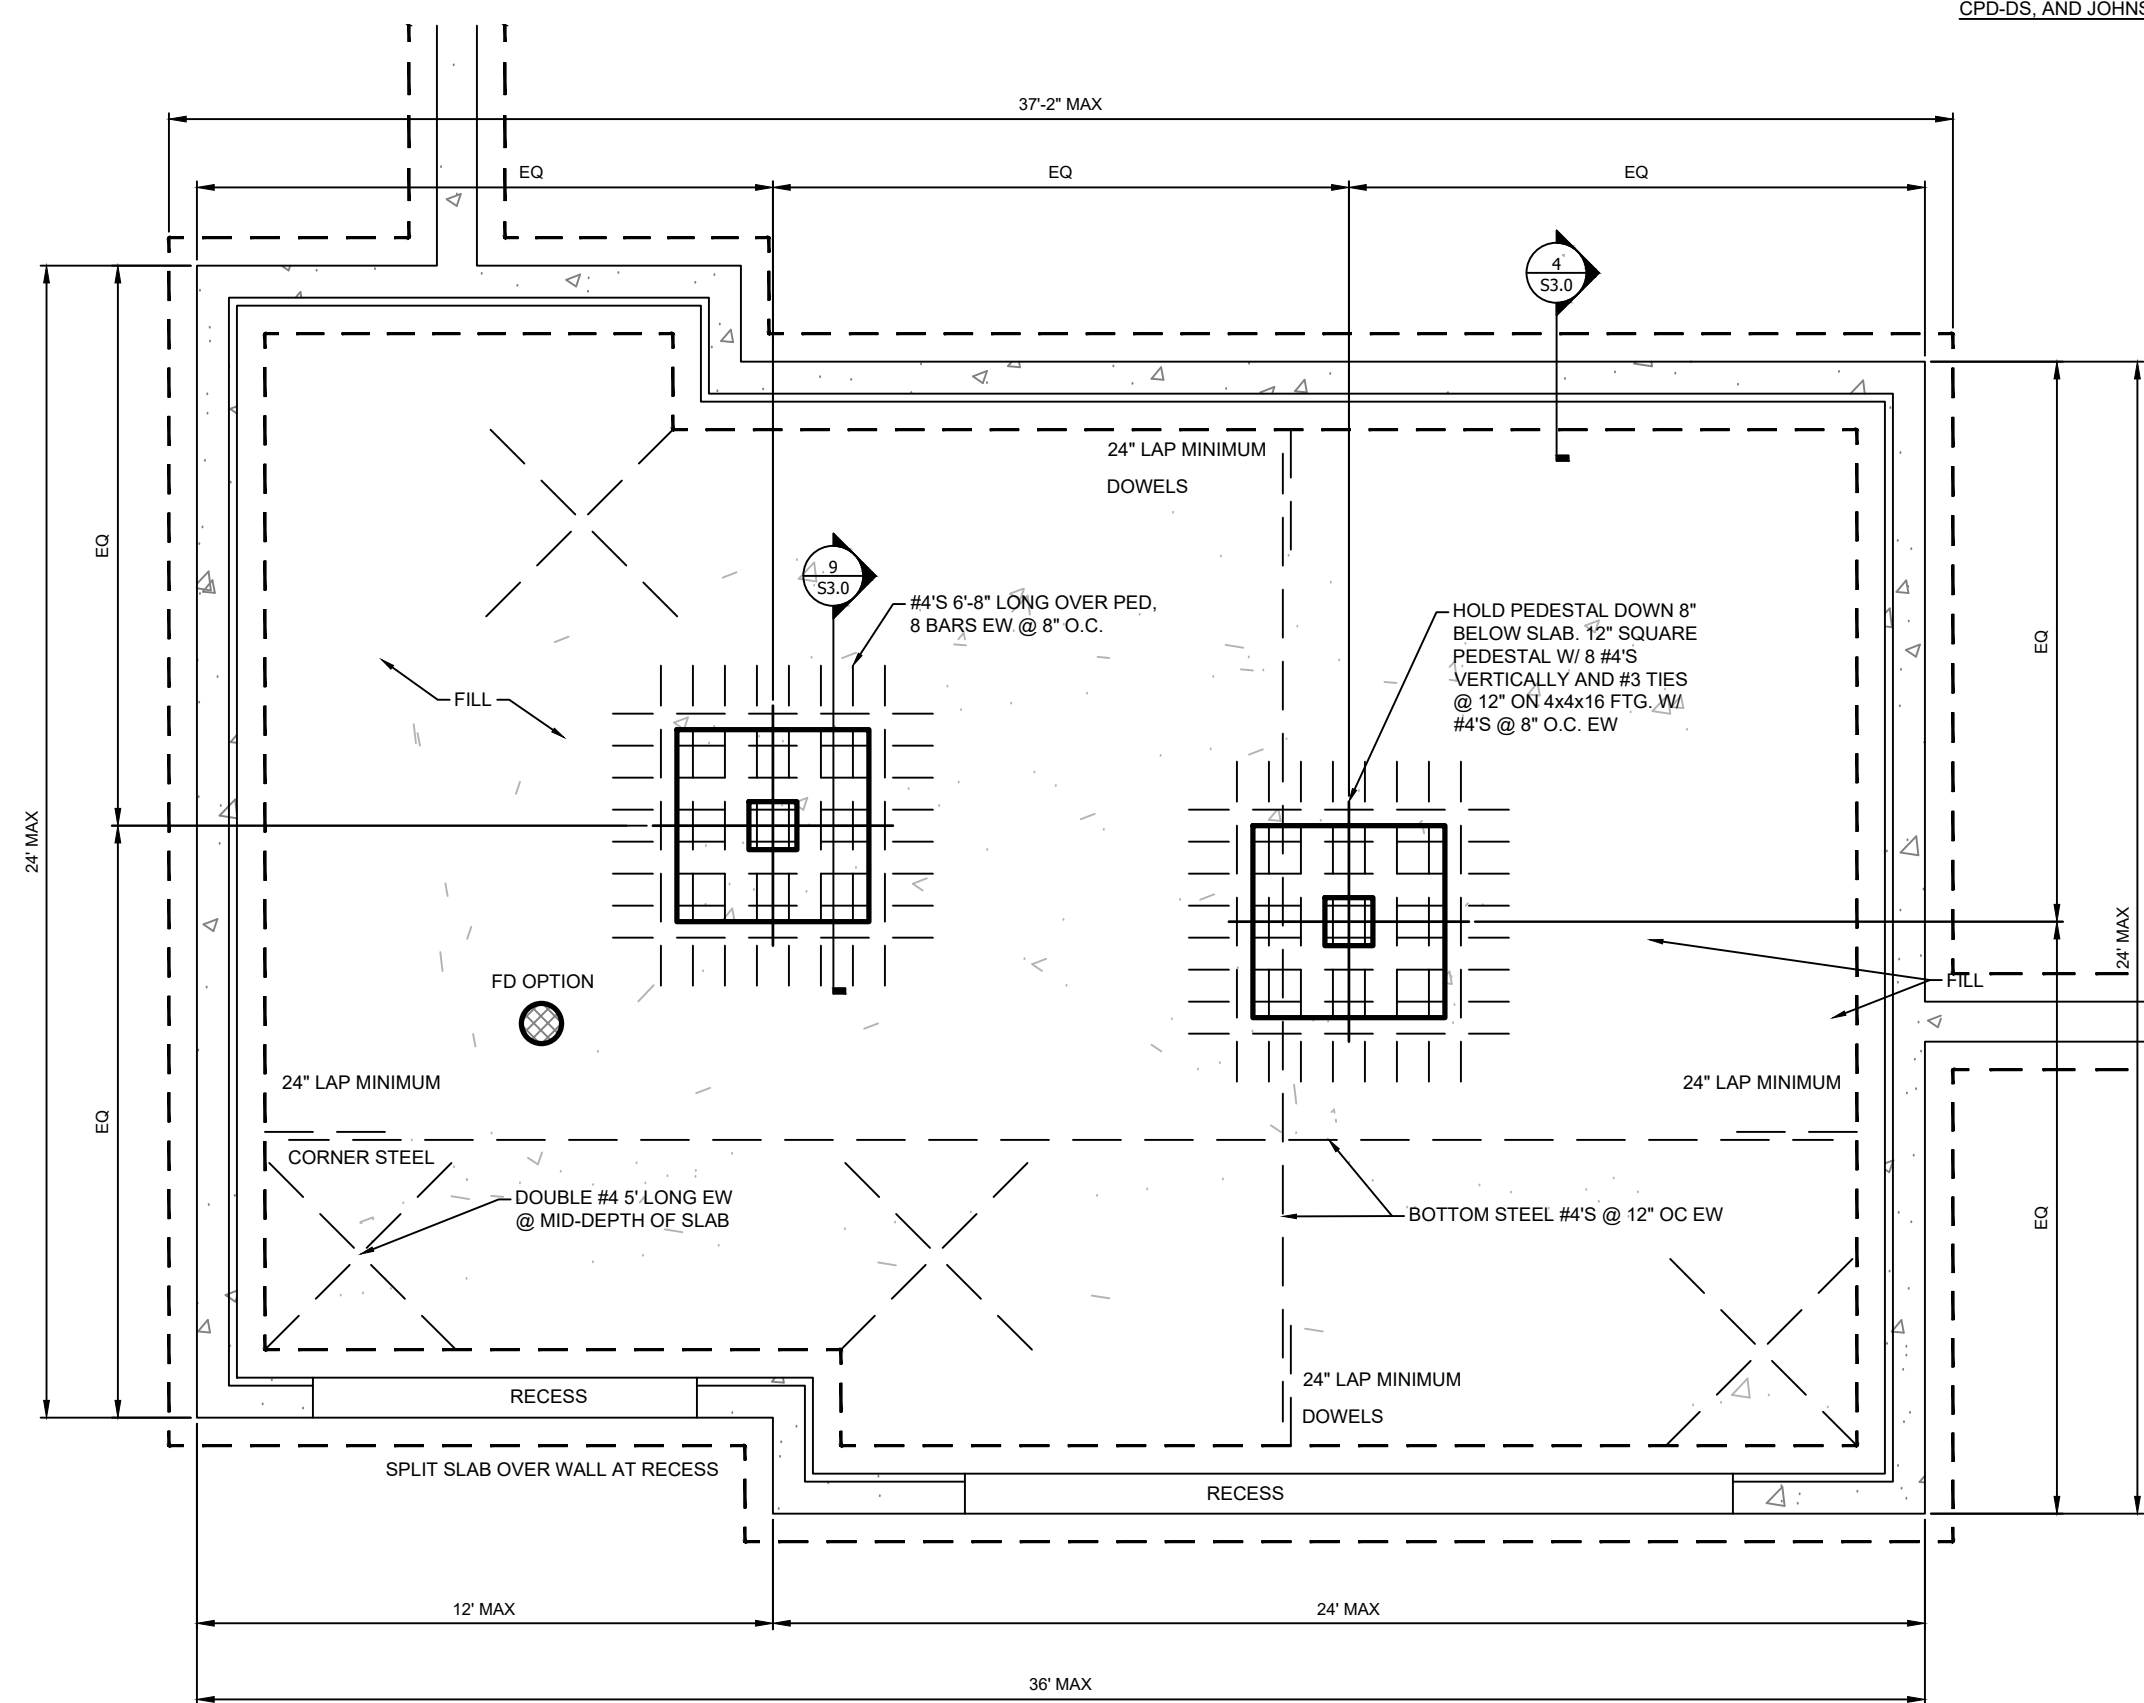 CPD-DS, AND JOHNS
37'-2" MAX
EQ
EQ
EQ
4
S3.0
24" LAP MINIMUM
DOWELS
9
S3.0
#4'S 6'-8" LONG OVER PED,
8 BARS EW @ 8" O.C.
HOLD PEDESTAL DOWN 8"
BELOW SLAB. 12" SQUARE
PEDESTAL W/ 8 #4'S
VERTICALLY AND #3 TIES
@ 12" ON 4x4x16 FTG. W/
#4'S @ 8" O.C. EW
EQ
EQ
FILL
24' MAX
24' MAX
FD OPTION
FILL
24" LAP MINIMUM
24" LAP MINIMUM
EQ
EQ
CORNER STEEL
DOUBLE #4 5' LONG EW
@ MID-DEPTH OF SLAB
BOTTOM STEEL #4'S @ 12" OC EW
RECESS
24" LAP MINIMUM
DOWELS
SPLIT SLAB OVER WALL AT RECESS
RECESS
12' MAX
24' MAX
36' MAX